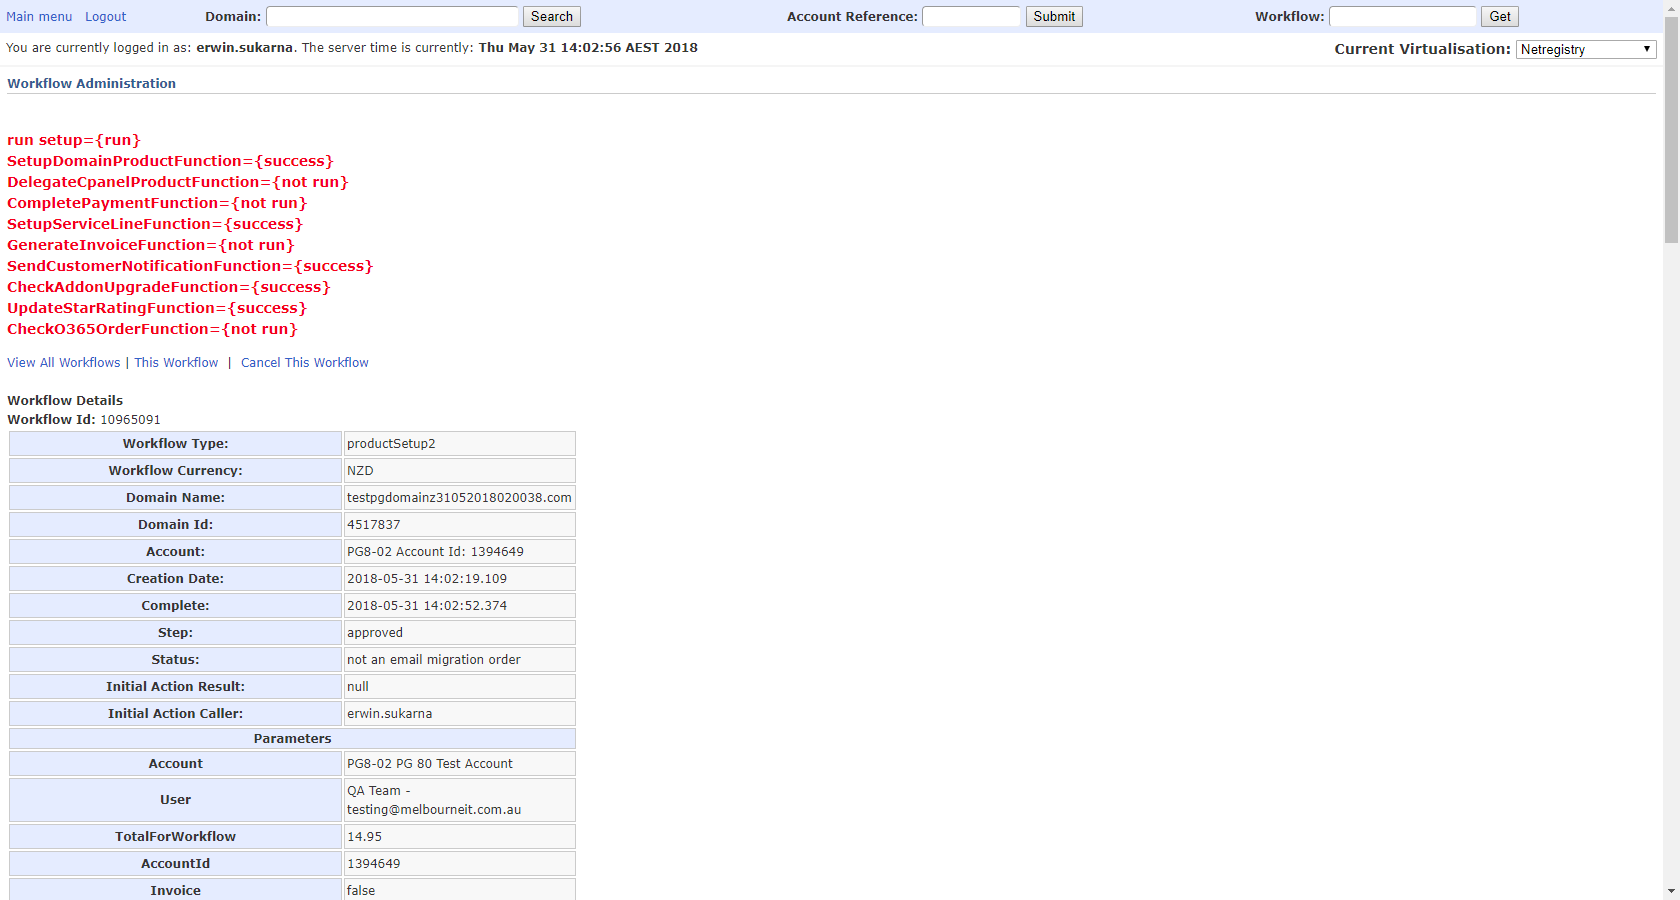 Main menu Logout Domain: Search Account Reference: Submit Workflow: Get
You are currently logged in as: erwin.sukarna. The server time is currently: Thu May 31 14:02:56 AEST 2018 Current Virtualisation: Netregistry
Workflow Administration
run setup={run}
SetupDomainProductFunction={success}
DelegateCpanelProductFunction={not run}
CompletePaymentFunction={not run}
SetupServiceLineFunction={success}
GenerateInvoiceFunction={not run}
SendCustomerNotificationFunction={success}
CheckAddonUpgradeFunction={success}
UpdateStarRatingFunction={success}
CheckO365OrderFunction={not run}
View All Workflows | This Workflow | Cancel This Workflow
Workflow Details
Workflow Id: 10965091
Workflow Type: productSetup2
Workflow Currency: NZD
Domain Name: testpgdomainz31052018020038.com
Domain Id: 4517837
Account: PG8-02 Account Id: 1394649
Creation Date: 2018-05-31 14:02:19.109
Complete: 2018-05-31 14:02:52.374
Step: approved
Status: not an email migration order
Initial Action Result: null
Initial Action Caller: erwin.sukarna
Parameters
Account PG8-02 PG 80 Test Account
User QA Team -
testing@melbourneit.com.au
TotalForWorkflow 14.95
AccountId 1394649
Invoice false